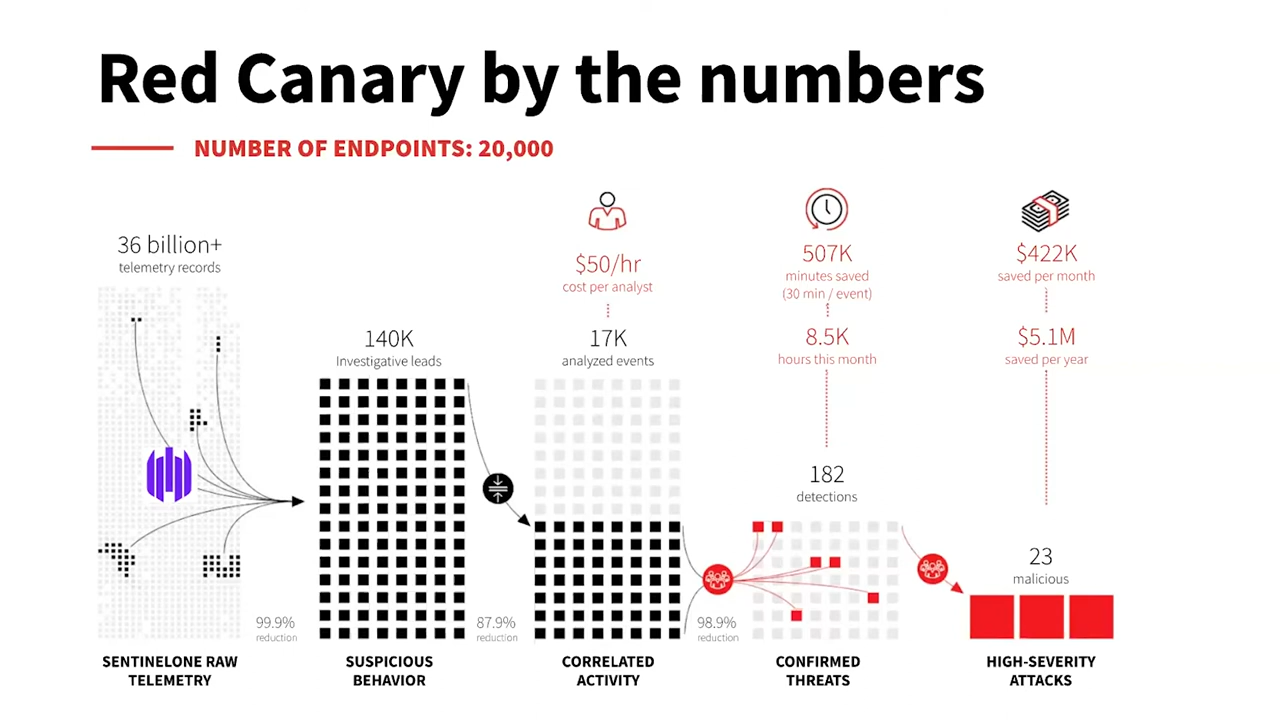 Red Canary by the numbers
NUMBER OF ENDPOINTS: 20,000
36 billion+
telemetry records
140K
Investigative leads
$50/hr
cost per analyst
17K
analyzed events
507K
minutes saved
(30 min / event)
8.5K
hours this month
182
detections
$422K
saved per month
$5.1M
saved per year
23
malicious
99.9%
reduction
87.9%
reduction
98.9%
reduction
SENTINELONE RAW
TELEMETRY
SUSPICIOUS
BEHAVIOR
CORRELATED
ACTIVITY
CONFIRMED
THREATS
HIGH-SEVERITY
ATTACKS